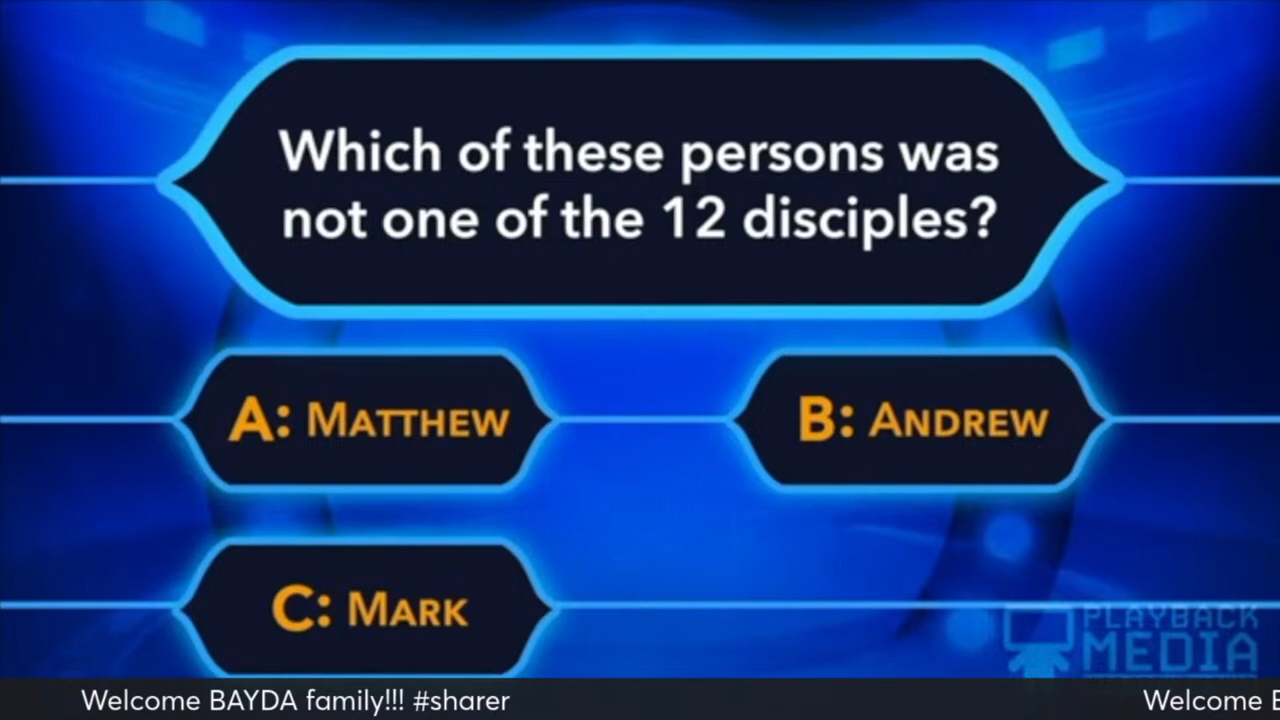 Which of these persons was
not one of the 12 disciples?
A: MATTHEW
B: ANDREW
C: MARK
PLAYBACK
MEDIA
Welcome BAYDA family!!! #sharer
Welcome B